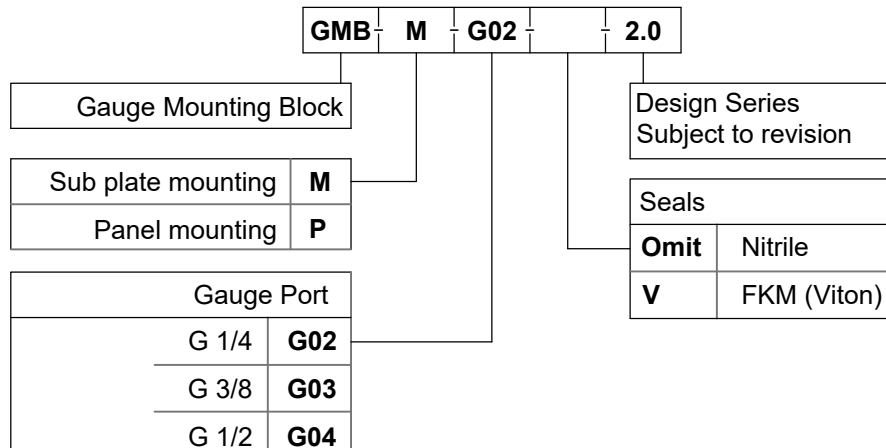 GMB - M - G02 - - 2.0
Gauge Mounting Block
Design Series
Subject to revision
Sub plate mounting M
Panel mounting P
Seals
Omit Nitrile
V FKM (Viton)
Gauge Port
G 1/4 G02
G 3/8 G03
G 1/2 G04